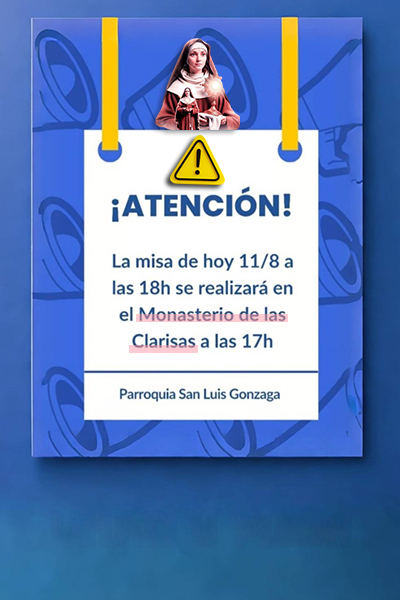 ¡ATENCIÓN!
La misa de hoy 11/8 a
las 18h se realizará en
el Monasterio de las
Clarisas a las 17h
Parroquia San Luis Gonzaga